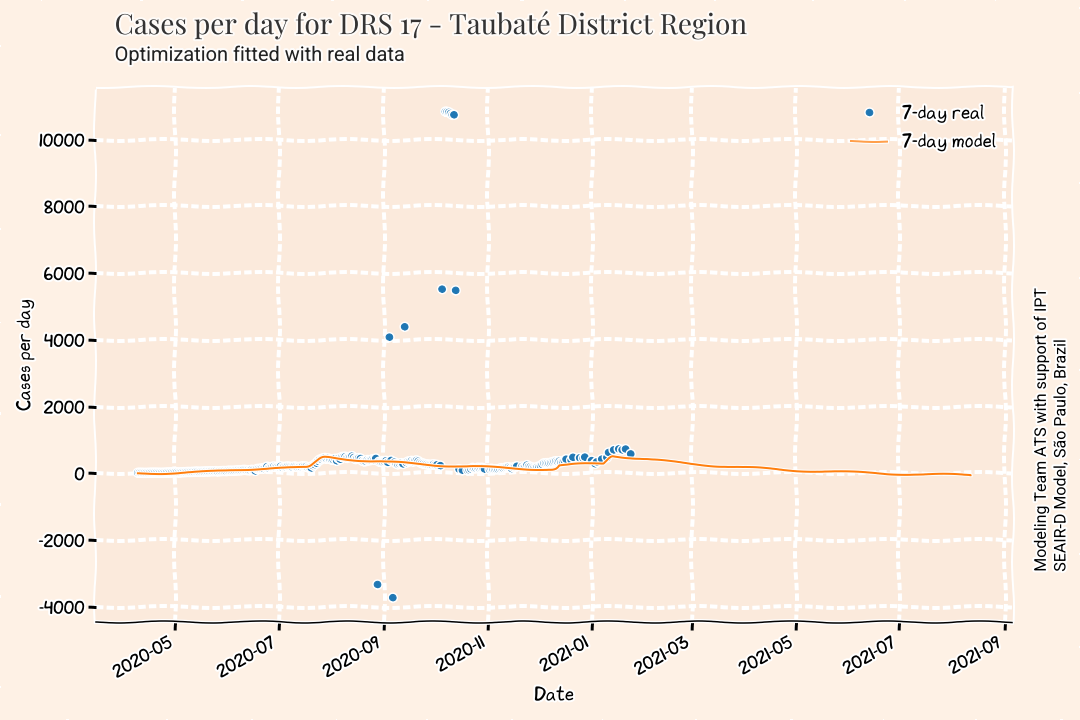 Cases per day for DRS 17 - Taubaté District Region
Optimization fitted with real data
7-day real
7-day model
10000
8000
6000
4000
2000
0
-2000
-4000
Cases per day
2020-05
2020-07
2020-09
2020-11
2021-01
2021-03
2021-05
2021-07
2021-09
Date
Modeling Team ATS with support of IPT
SEAIR-D Model, São Paulo, Brazil